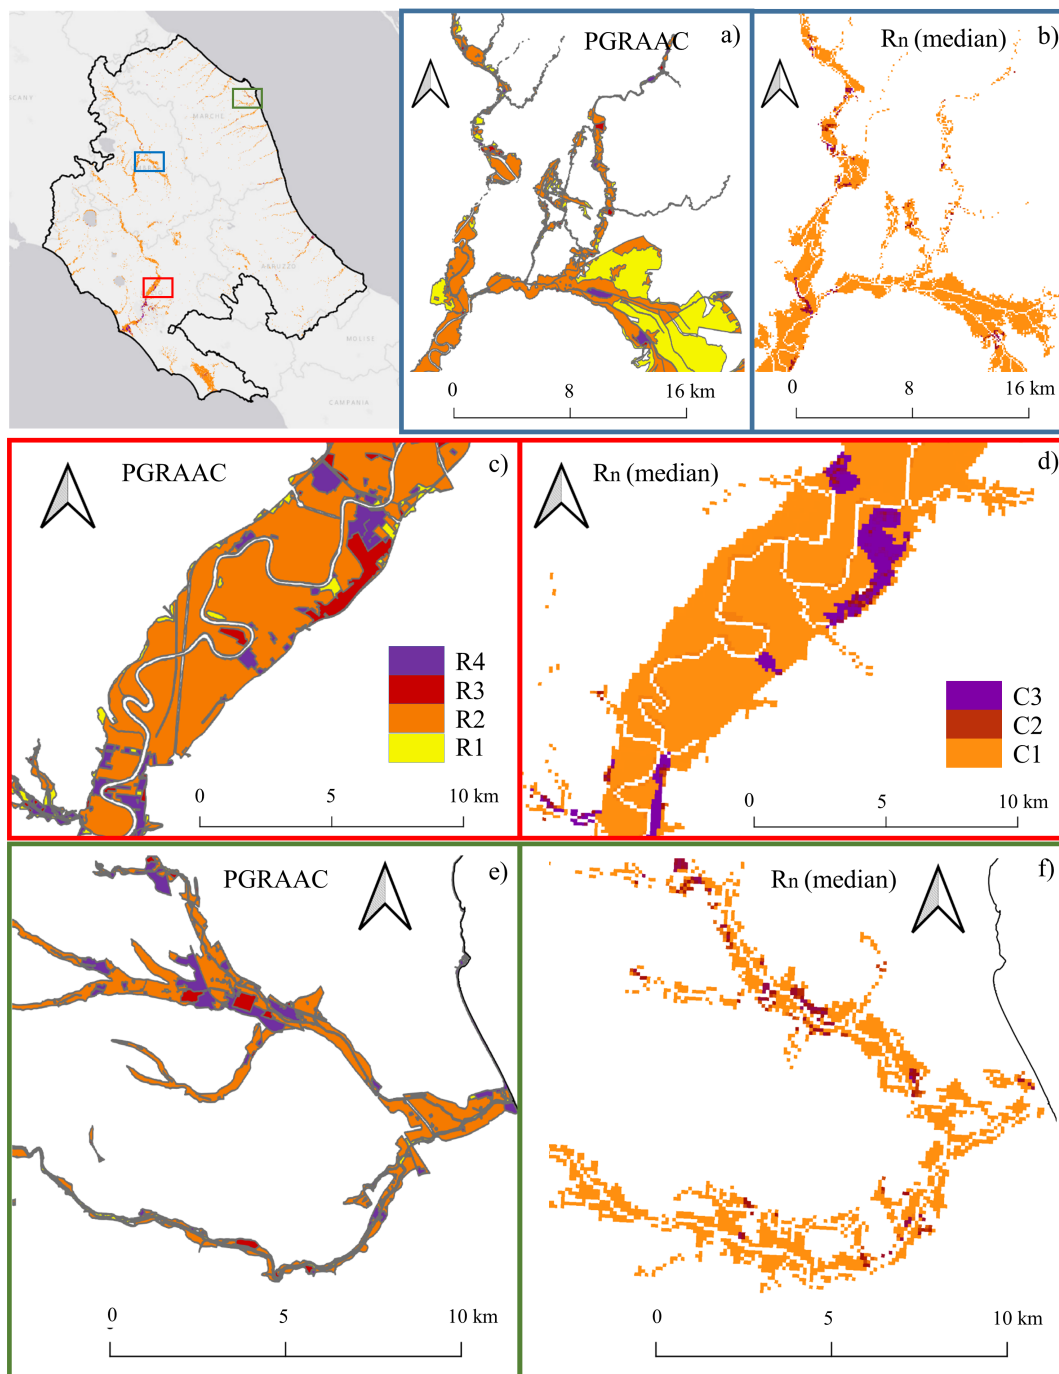 SCANY
MARCHE
ABRUZZO
MOLISE
CAMPANIA
PGRAAC
a)
0 8 16 km
Rn (median)
b)
0 8 16 km
PGRAAC
c)
R4
R3
R2
R1
0 5 10 km
Rn (median)
d)
C3
C2
C1
0 5 10 km
PGRAAC
e)
0 5 10 km
Rn (median)
f)
0 5 10 km